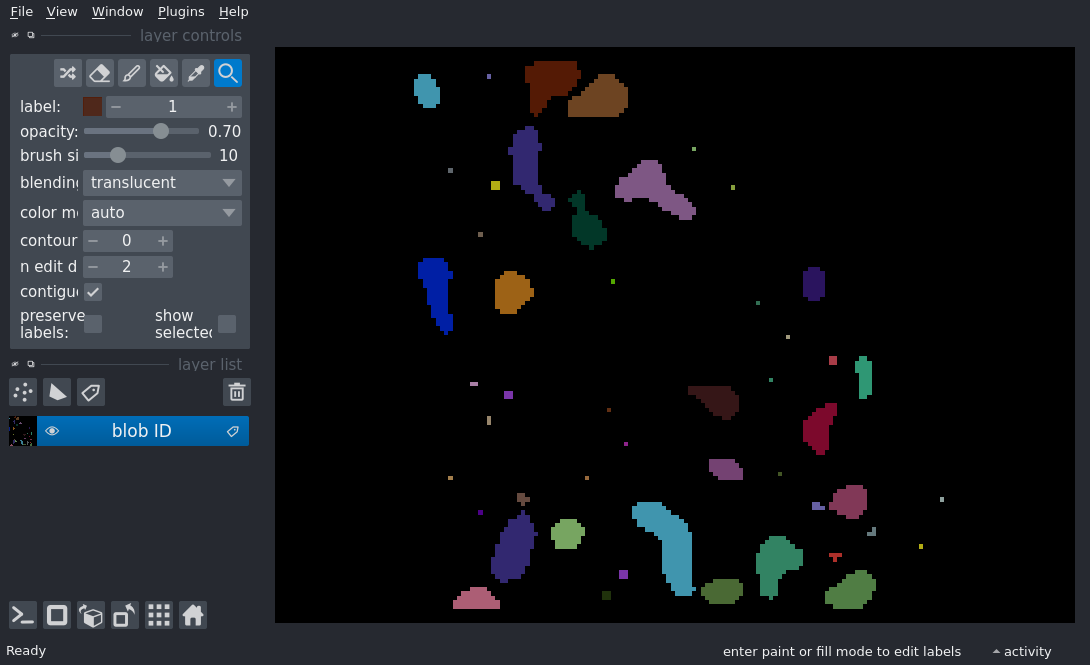 File View Window Plugins Help
layer controls
label: 1
opacity: 0.70
brush si 10
blending translucent
color m auto
contour 0
n edit d 2
contigu
preserve show
labels: selected
layer list
blob ID
Ready enter paint or fill mode to edit labels activity